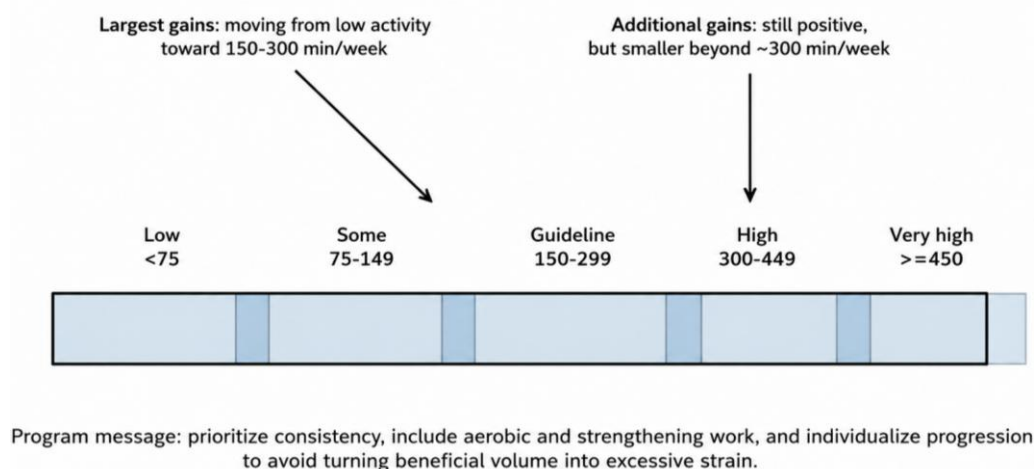 Largest gains: moving from low activity
toward 150-300 min/week
Additional gains: still positive,
but smaller beyond ~300 min/week
Low
<75
Some
75-149
Guideline
150-299
High
300-449
Very high
>=450
Program message: prioritize consistency, include aerobic and strengthening work, and individualize progression
to avoid turning beneficial volume into excessive strain.